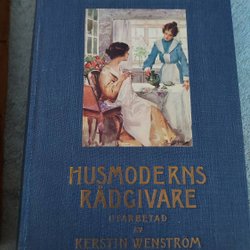 HUSMODERNS
RÅDGIVARE
UTARBETAD
AV
KERSTIN WENSTRÖM